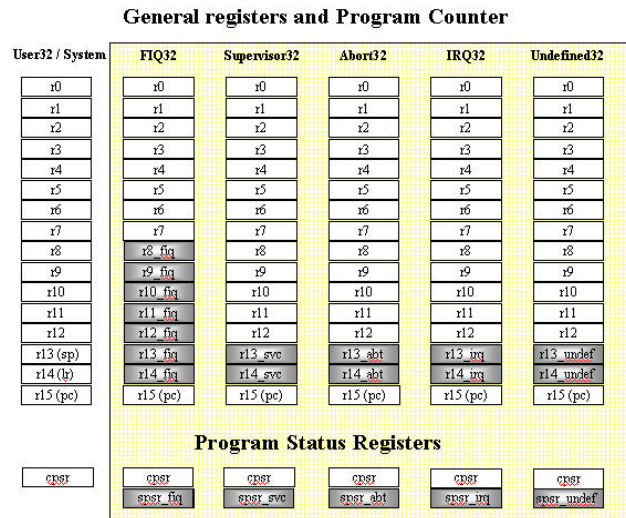 General registers and Program Counter
User32 / System FIQ32 Supervisor32 Abort32 IRQ32 Undefined32
r0 r0 r0 r0 r0 r0
r1 r1 r1 r1 r1 r1
r2 r2 r2 r2 r2 r2
r3 r3 r3 r3 r3 r3
r4 r4 r4 r4 r4 r4
r5 r5 r5 r5 r5 r5
r6 r6 r6 r6 r6 r6
r7 r7 r7 r7 r7 r7
r8 r8_fiq r8 r8 r8 r8
r9 r9_fiq r9 r9 r9 r9
r10 r10_fiq r10 r10 r10 r10
r11 r11_fiq r11 r11 r11 r11
r12 r12_fiq r12 r12 r12 r12
r13 (sp) r13_fiq r13_svc r13_abt r13_irq r13_undef
r14 (lr) r14_fiq r14_svc r14_abt r14_irq r14_undef
r15 (pc) r15 (pc) r15 (pc) r15 (pc) r15 (pc) r15 (pc)
Program Status Registers
cpsr cpsr cpsr cpsr cpsr cpsr
spsr_fiq spsr_svc spsr_abt spsr_irq spsr_undef